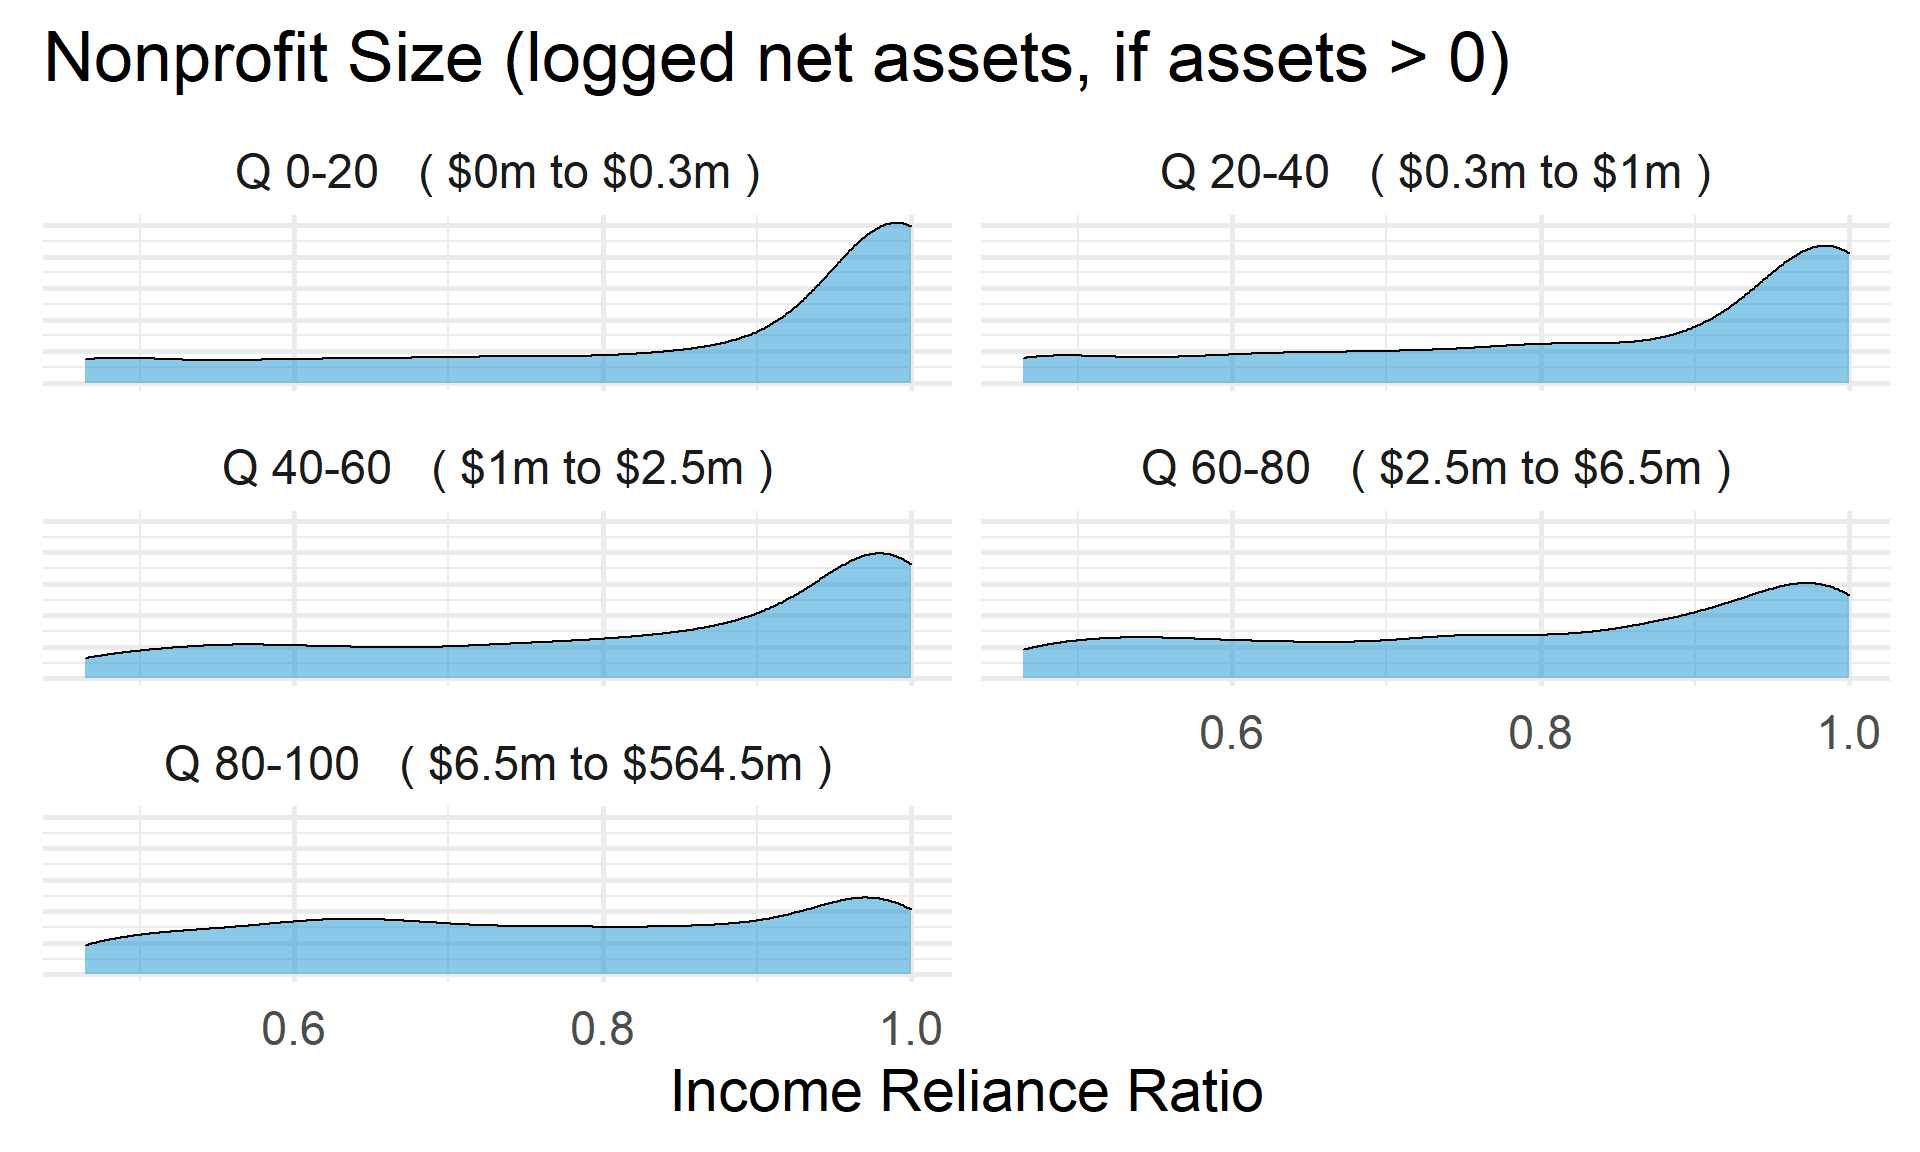 Nonprofit Size (logged net assets, if assets > 0)
Q 0-20 ( $0m to $0.3m )
Q 20-40 ( $0.3m to $1m )
Q 40-60 ( $1m to $2.5m )
Q 60-80 ( $2.5m to $6.5m )
0.6 0.8 1.0
Q 80-100 ( $6.5m to $564.5m )
0.6 0.8 1.0
Income Reliance Ratio